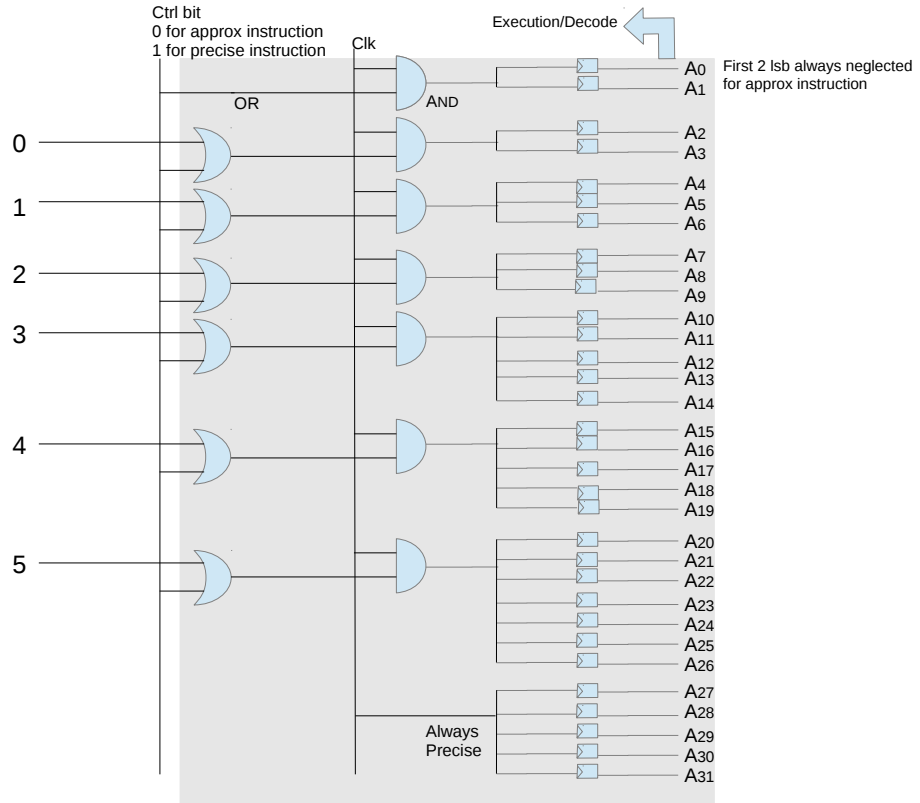 Ctrl bit
0 for approx instruction
1 for precise instruction
Clk
Execution/Decode
First 2 lsb always neglected
for approx instruction
OR
AND
A0
A1
0
A2
A3
1
A4
A5
A6
2
A7
A8
A9
3
A10
A11
A12
A13
A14
4
A15
A16
A17
A18
A19
5
A20
A21
A22
A23
A24
A25
A26
Always
Precise
A27
A28
A29
A30
A31